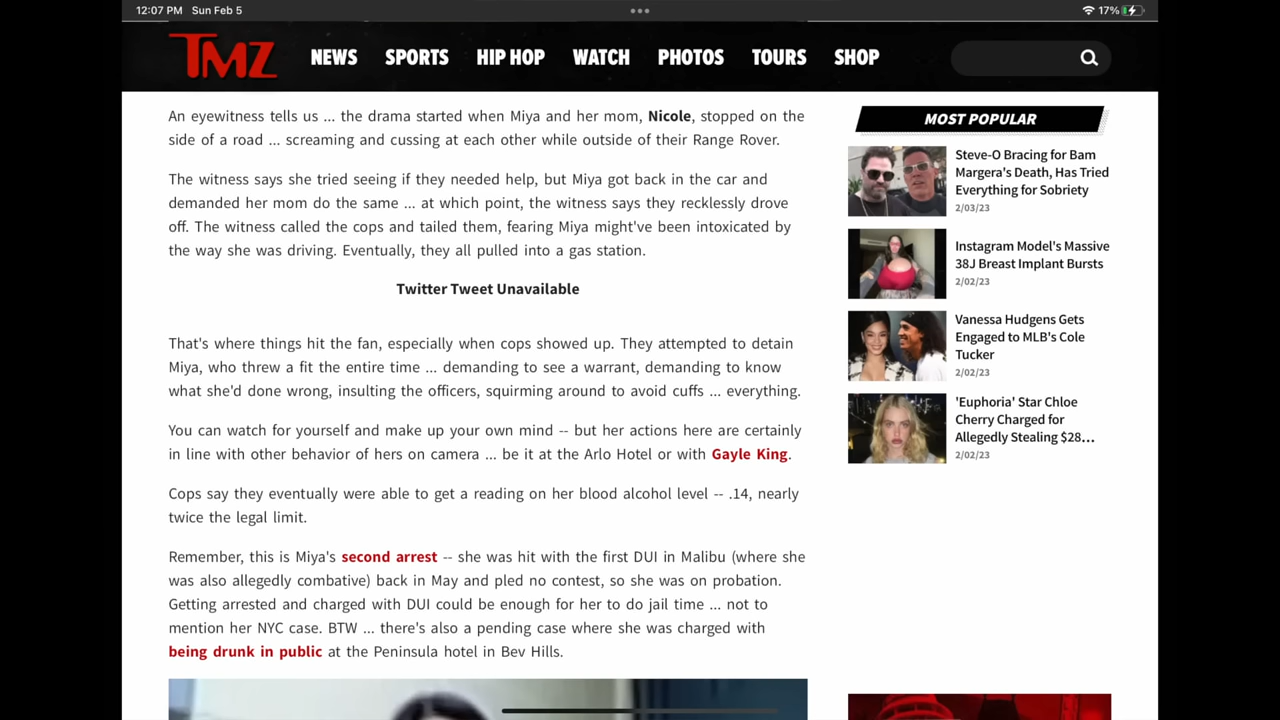 12:07 PM Sun Feb 5
17%
TMZ
NEWS SPORTS HIP HOP WATCH PHOTOS TOURS SHOP
An eyewitness tells us ... the drama started when Miya and her mom, Nicole, stopped on the
side of a road ... screaming and cussing at each other while outside of their Range Rover.
The witness says she tried seeing if they needed help, but Miya got back in the car and
demanded her mom do the same ... at which point, the witness says they recklessly drove
off. The witness called the cops and tailed them, fearing Miya might've been intoxicated by
the way she was driving. Eventually, they all pulled into a gas station.
Twitter Tweet Unavailable
That's where things hit the fan, especially when cops showed up. They attempted to detain
Miya, who threw a fit the entire time ... demanding to see a warrant, demanding to know
what she'd done wrong, insulting the officers, squirming around to avoid cuffs ... everything.
You can watch for yourself and make up your own mind -- but her actions here are certainly
in line with other behavior of hers on camera ... be it at the Arlo Hotel or with Gayle King.
Cops say they eventually were able to get a reading on her blood alcohol level -- .14, nearly
twice the legal limit.
Remember, this is Miya's second arrest -- she was hit with the first DUI in Malibu (where she
was also allegedly combative) back in May and pled no contest, so she was on probation.
Getting arrested and charged with DUI could be enough for her to do jail time ... not to
mention her NYC case. BTW ... there's also a pending case where she was charged with
being drunk in public at the Peninsula hotel in Bev Hills.
MOST POPULAR
Steve-O Bracing for Bam
Margera's Death, Has Tried
Everything for Sobriety
2/03/23
Instagram Model's Massive
38J Breast Implant Bursts
2/02/23
Vanessa Hudgens Gets
Engaged to MLB's Cole
Tucker
2/02/23
'Euphoria' Star Chloe
Cherry Charged for
Allegedly Stealing $28...
2/02/23